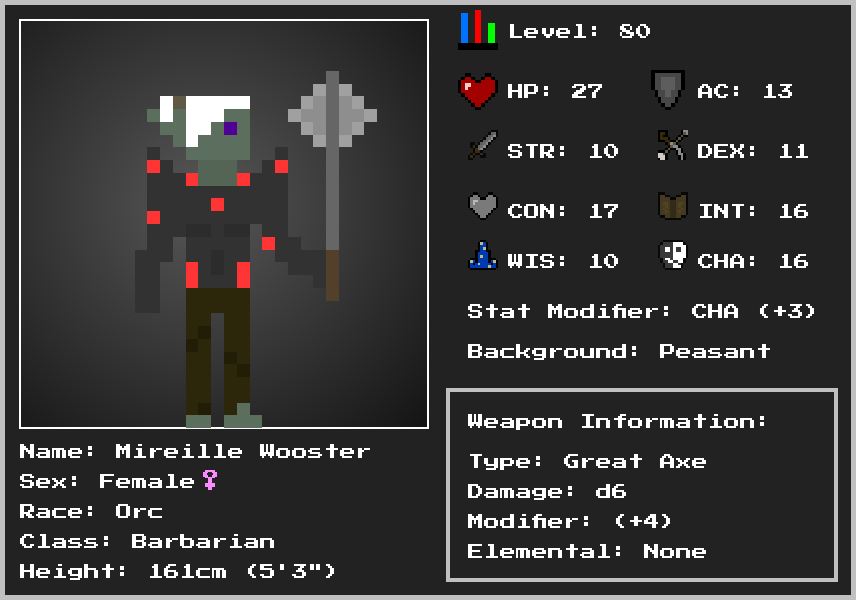 Level: 80
HP: 27 AC: 13
STR: 10 DEX: 11
CON: 17 INT: 16
WIS: 10 CHA: 16
Stat Modifier: CHA (+3)
Background: Peasant
Weapon Information:
Type: Great Axe
Damage: d6
Modifier: (+4)
Elemental: None
Name: Mireille Wooster
Sex: Female♀
Race: Orc
Class: Barbarian
Height: 161cm (5'3")